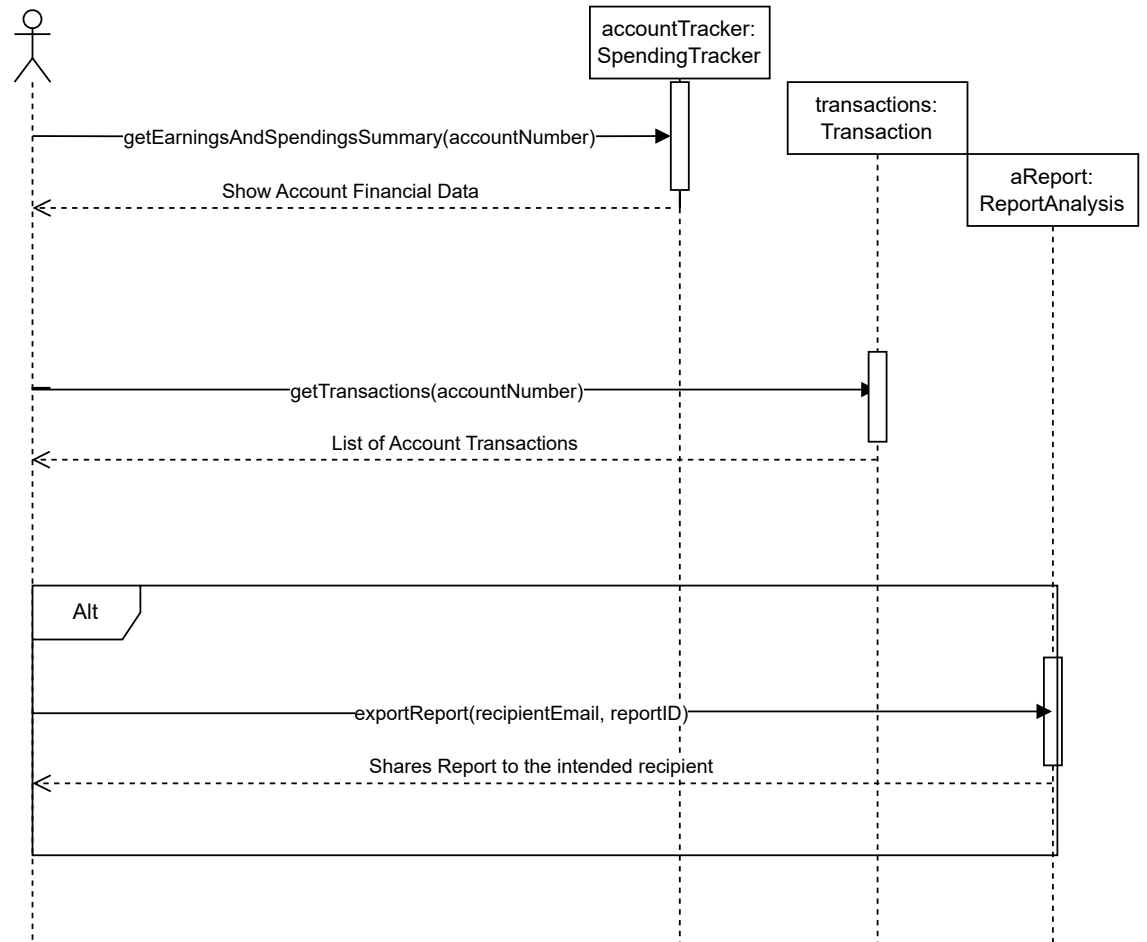 accountTracker:
SpendingTracker
transactions:
Transaction
getEarningsAndSpendingsSummary(accountNumber)
aReport:
ReportAnalysis
Show Account Financial Data
getTransactions(accountNumber)
List of Account Transactions
Alt
exportReport(recipientEmail, reportID)
Shares Report to the intended recipient